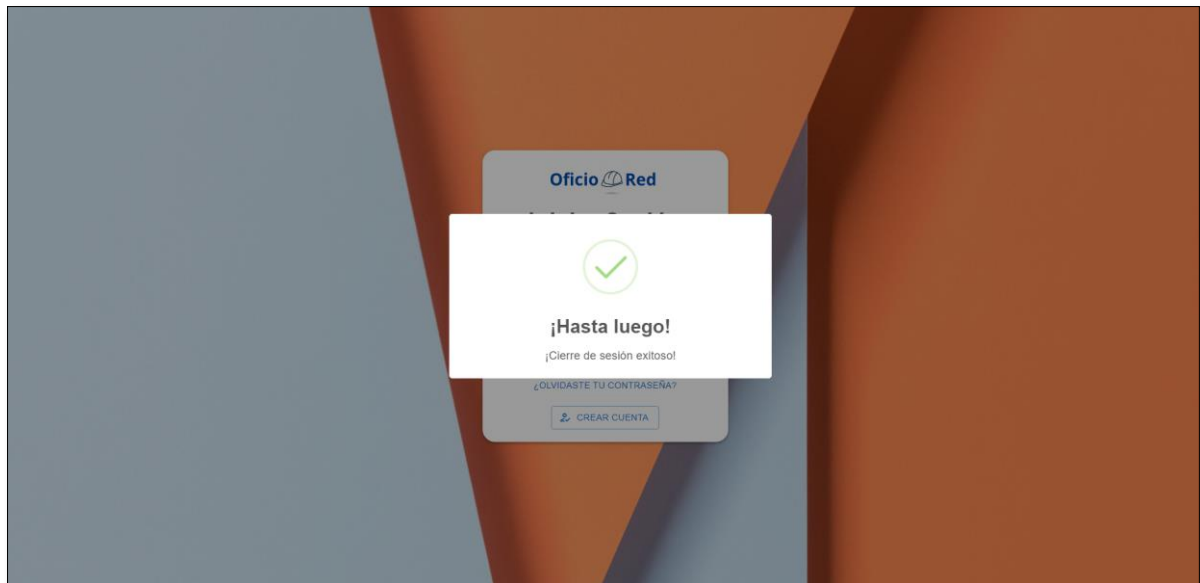 Oficio Red
¡Hasta luego!
¡Cierre de sesión exitoso!
¿OLVIDASTE TU CONTRASEÑA?
CREAR CUENTA